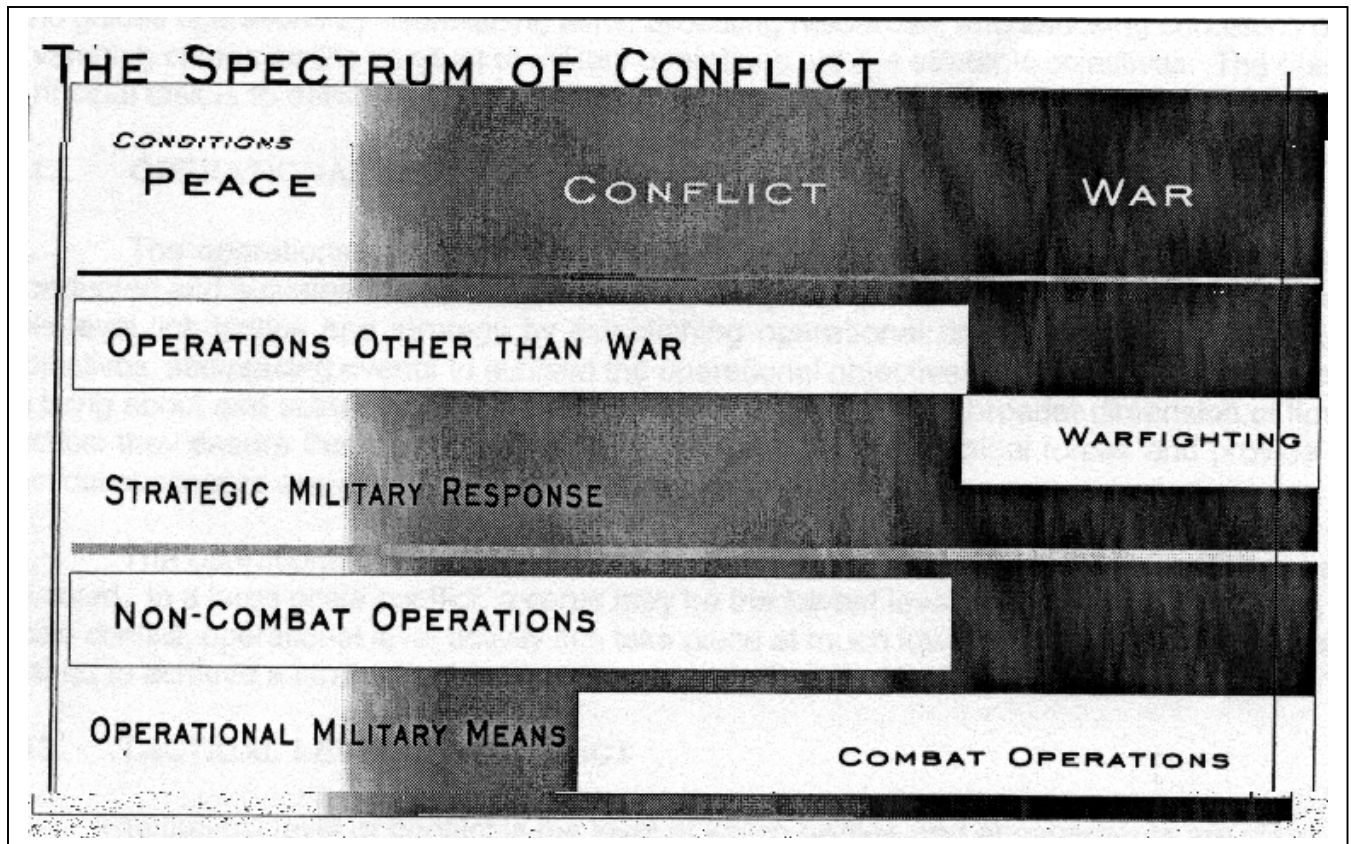 THE SPECTRUM OF CONFLICT
CONDITIONS
PEACE
CONFLICT
WAR
OPERATIONS OTHER THAN WAR
WARFIGHTING
STRATEGIC MILITARY RESPONSE
NON-COMBAT OPERATIONS
OPERATIONAL MILITARY MEANS
COMBAT OPERATIONS